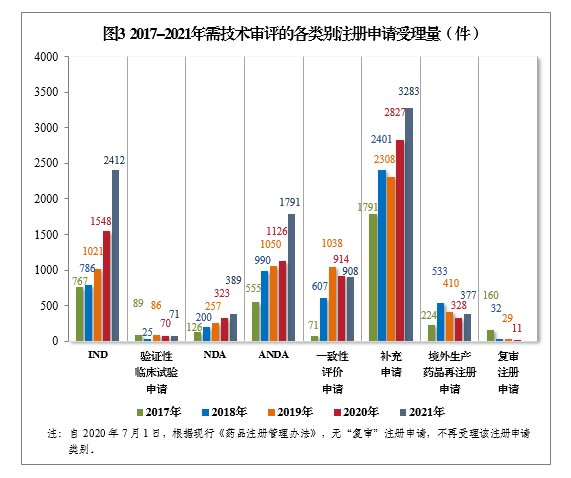 图3 2017–2021年需技术审评的各类别注册申请受理量（件）
4000
3500
3000
2500
2000
1500
1000
500
0
767
786
1021
1548
2412
89
25
86
70
71
126
200
257
323
389
555
990
1050
1126
1791
71
607
1038
914
908
1791
2401
2308
2827
3283
224
533
410
328
377
160
32
29
11
IND
验证性
临床试验
申请
NDA
ANDA
一致性
评价
申请
补充
申请
境外生产
药品再注册
申请
复审
注册
申请
2017年 2018年 2019年 2020年 2021年
注：自2020年7月1日，根据现行《药品注册管理办法》，无“复审”注册申请，不再受理该注册申请
类别。